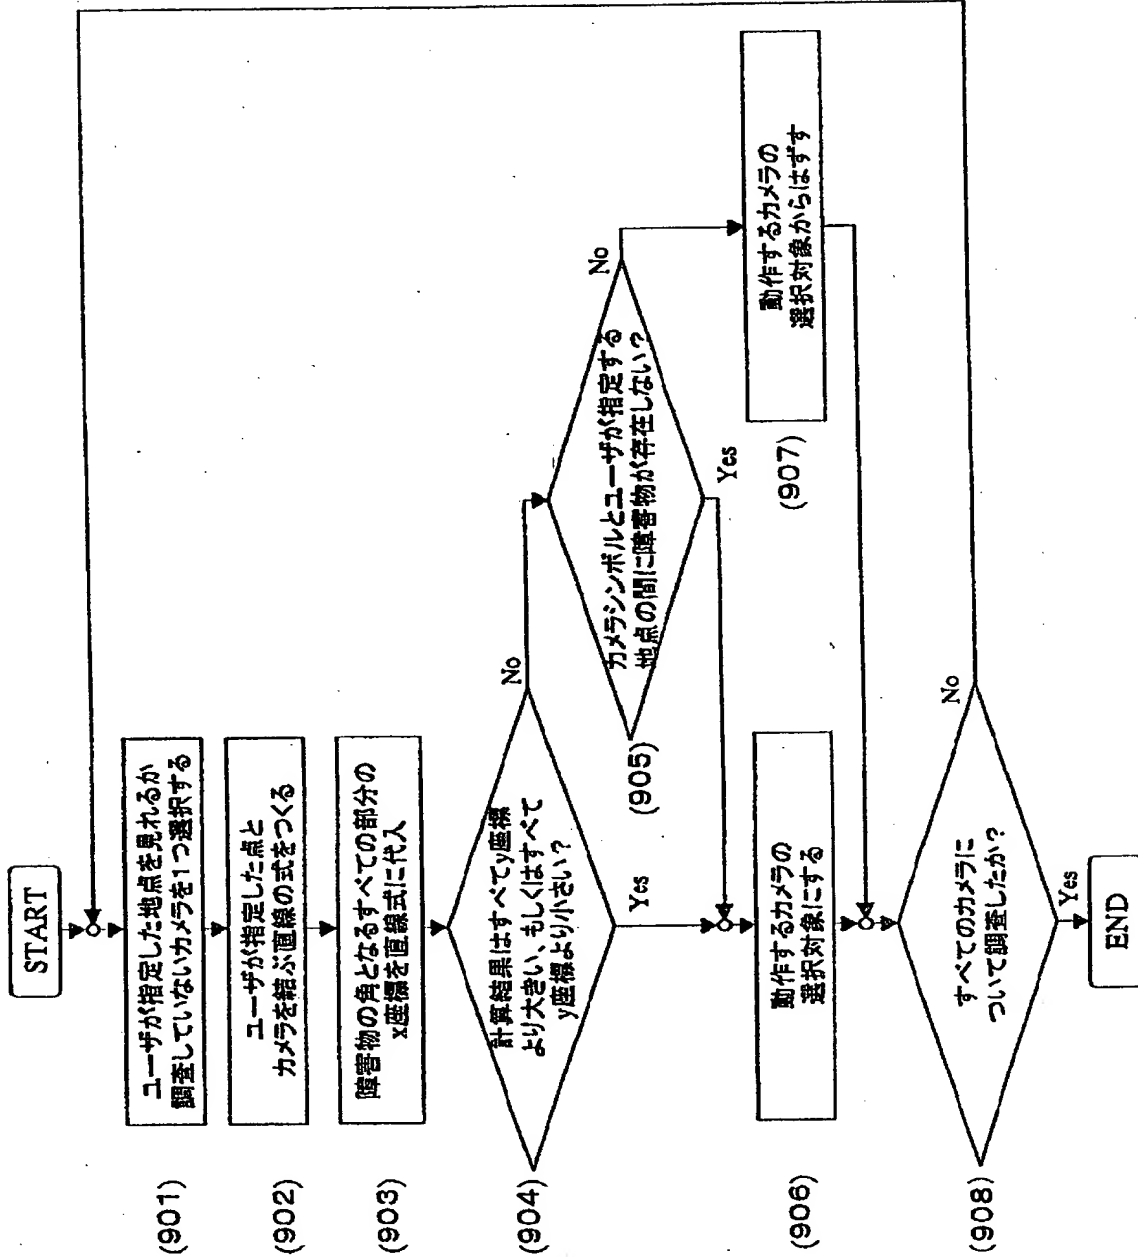 START
(901)
ユーザが指定した地点を見れるか
調査していないカメラを1つ選択する
(902)
ユーザが指定した点と
カメラを結ぶ直線の式をつくる
(903)
障害物の角となるすべての部分の
x座標を直線式に代入
(904)
計算結果はすべてy座標
より大きい、もしくはすべて
y座標より小さい?
No
Yes
(905)
カメラシンボルとユーザが指定する
地点の間に障害物が存在しない?
No
Yes
(906)
動作するカメラの
選択対象にする
(907)
動作するカメラの
選択対象からはずす
(908)
すべてのカメラに
ついて調査したか?
No
Yes
END